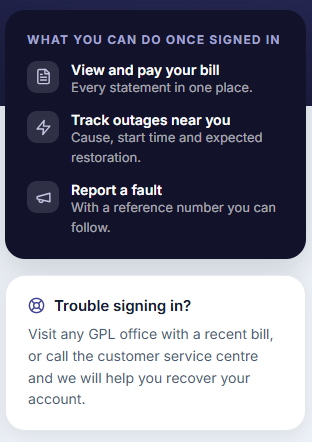 WHAT YOU CAN DO ONCE SIGNED IN
View and pay your bill
Every statement in one place.
Track outages near you
Cause, start time and expected
restoration.
Report a fault
With a reference number you can
follow.
Trouble signing in?
Visit any GPL office with a recent bill,
or call the customer service centre
and we will help you recover your
account.